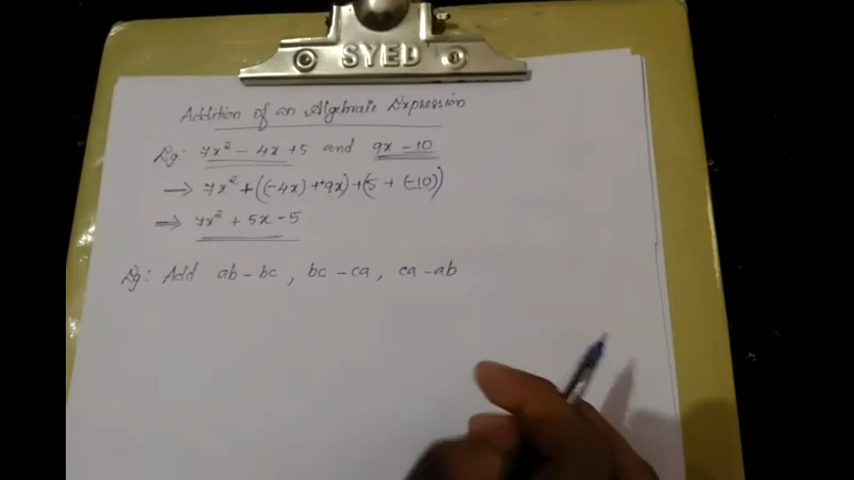 SYED
Addition of an Algebraic Expression
Eg: 7x² - 4x + 5 and 9x - 10
→ 7x² + ((-4x) + 9x) + (5 + (-10))
⇒ 7x² + 5x - 5
Eg: Add ab - bc , bc - ca , ca - ab